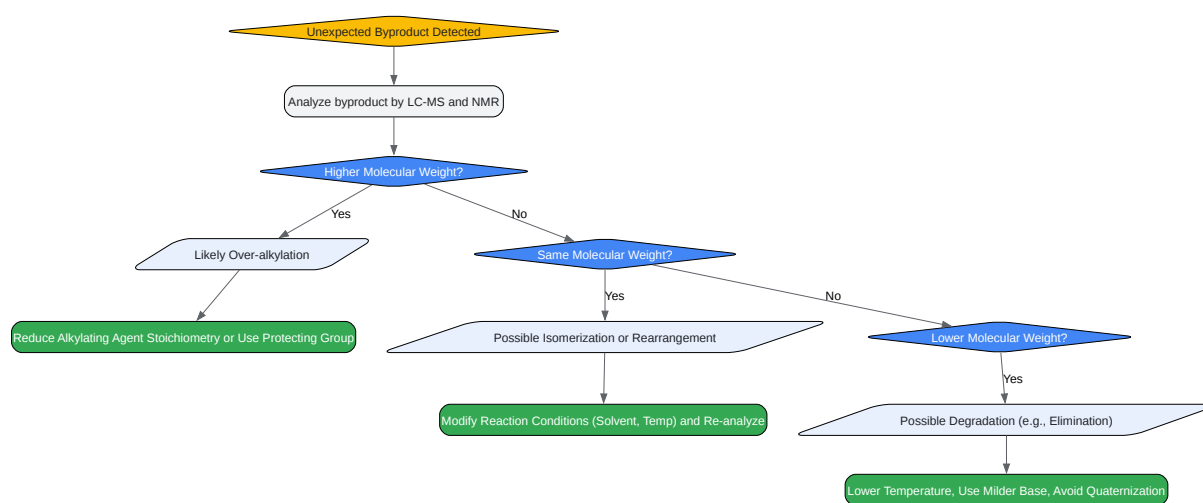 Unexpected Byproduct Detected
Analyze byproduct by LC-MS and NMR
Higher Molecular Weight?
Yes
No
Likely Over-alkylation
Same Molecular Weight?
Yes
No
Reduce Alkylating Agent Stoichiometry or Use Protecting Group
Possible Isomerization or Rearrangement
Lower Molecular Weight?
Yes
Modify Reaction Conditions (Solvent, Temp) and Re-analyze
Possible Degradation (e.g., Elimination)
Lower Temperature, Use Milder Base, Avoid Quaternization